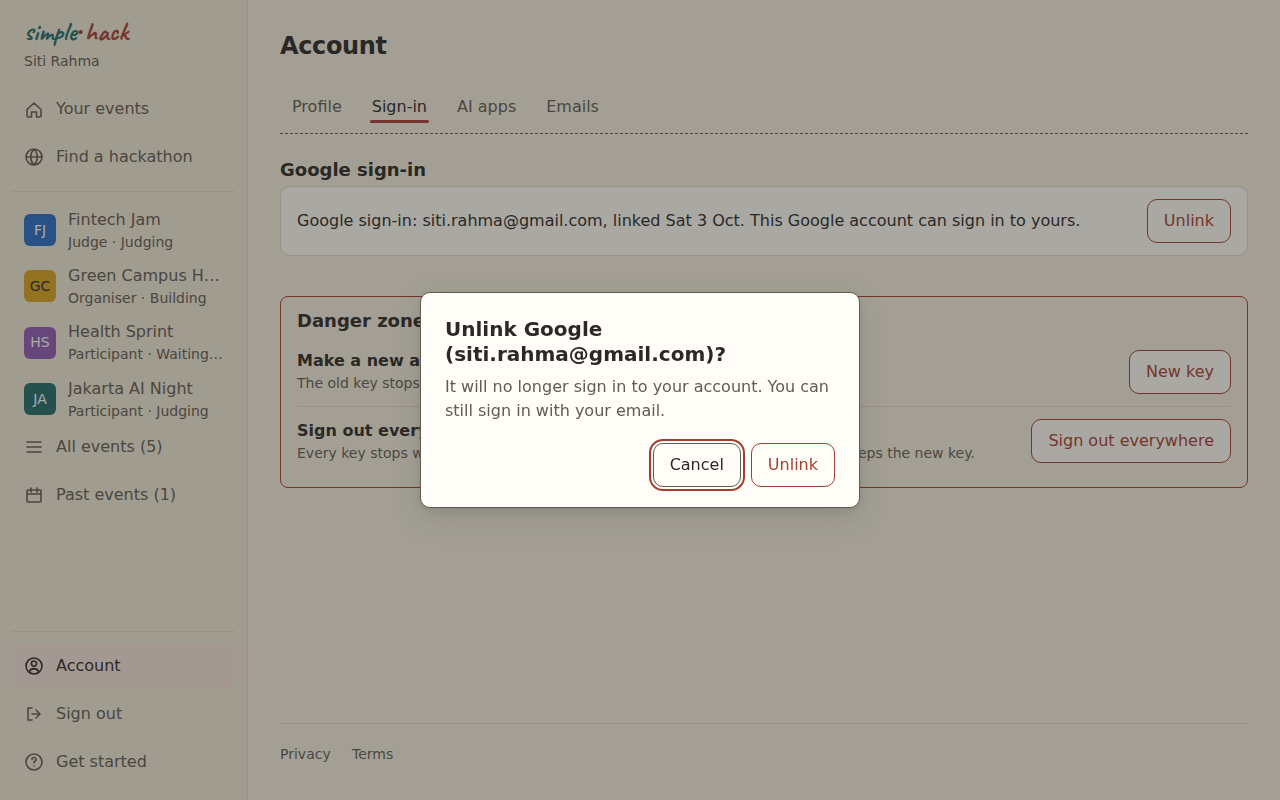 simple·hack
Siti Rahma
Your events
Find a hackathon
FJ
Fintech Jam
Judge · Judging
GC
Green Campus H…
Organiser · Building
HS
Health Sprint
Participant · Waiting…
JA
Jakarta AI Night
Participant · Judging
All events (5)
Past events (1)
Account
Sign out
Get started
Account
Profile
Sign-in
AI apps
Emails
Google sign-in
Google sign-in: siti.rahma@gmail.com, linked Sat 3 Oct. This Google account can sign in to yours.
Unlink
Danger zone
Make a new a
The old key stops
New key
Sign out every
Every key stops w
eps the new key.
Sign out everywhere
Unlink Google
(siti.rahma@gmail.com)?
It will no longer sign in to your account. You can
still sign in with your email.
Cancel
Unlink
Privacy
Terms